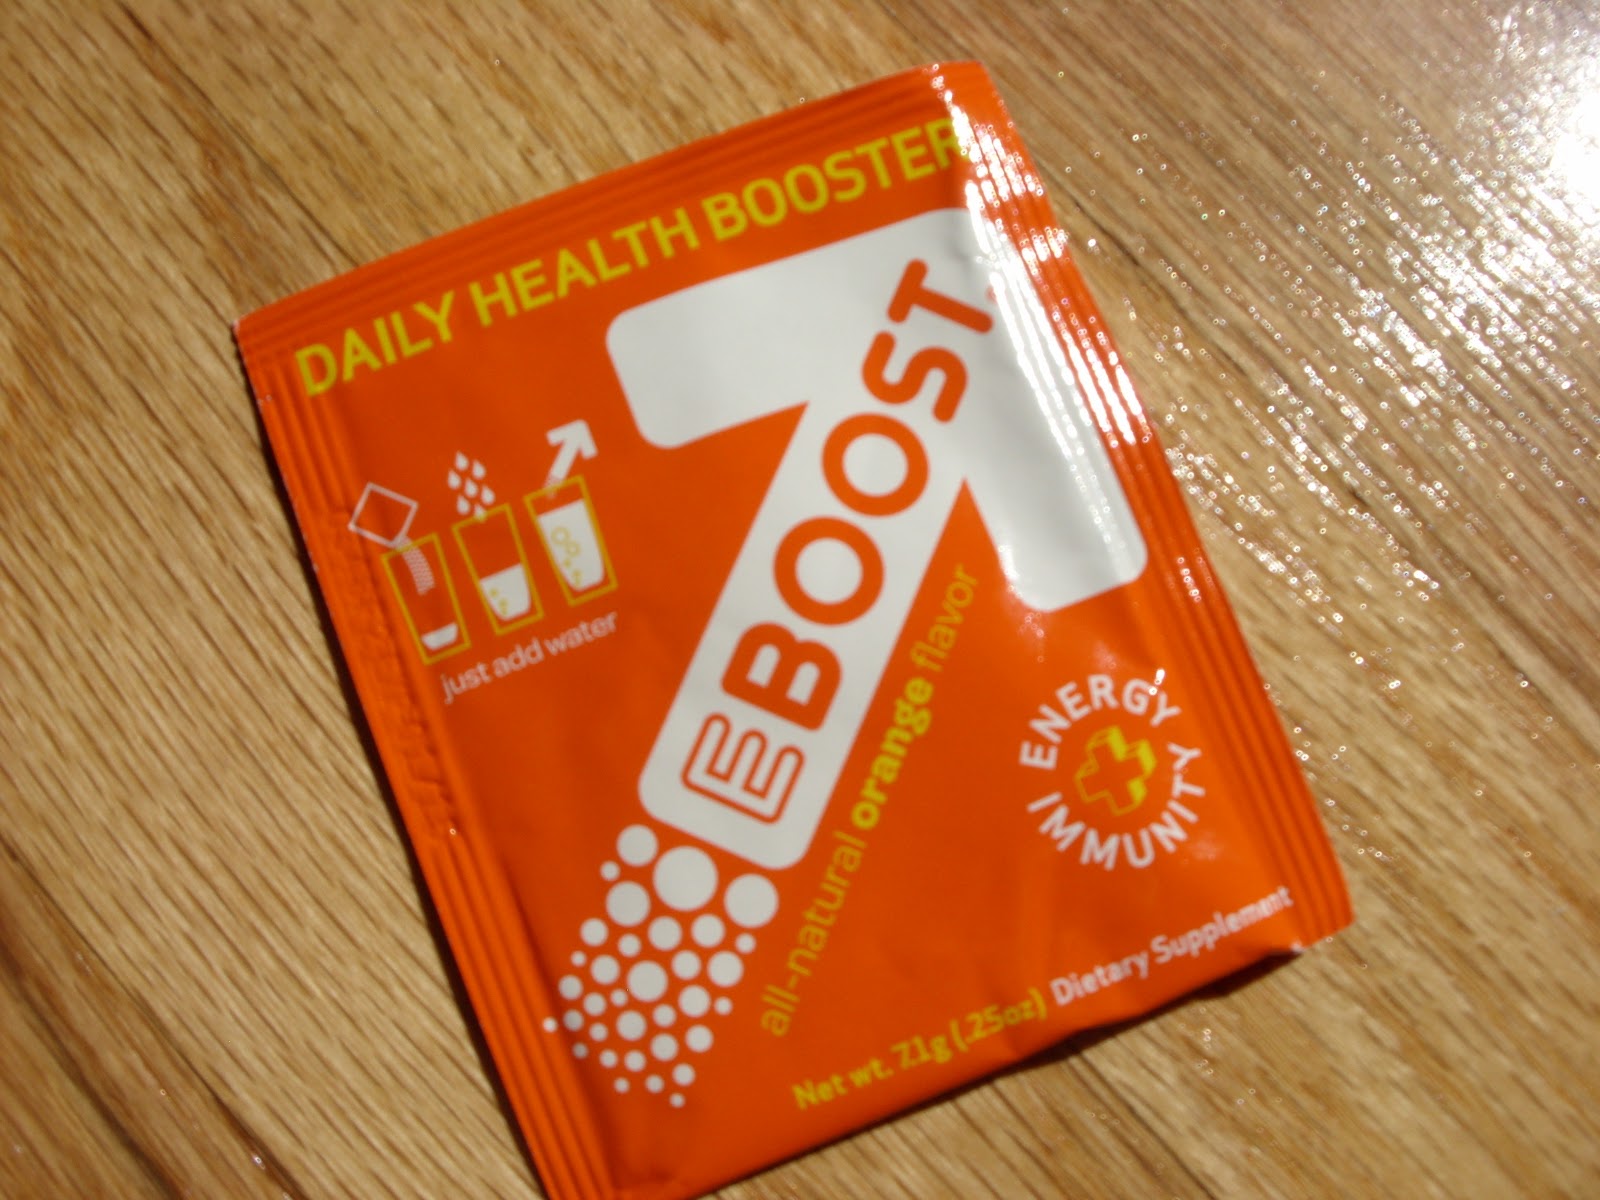 DAILY HEALTH BOOSTER
EBOOST
just add water
all-natural orange flavor
ENERGY
IMMUNITY
Net wt. 7.1g (.25oz) Dietary Supplement